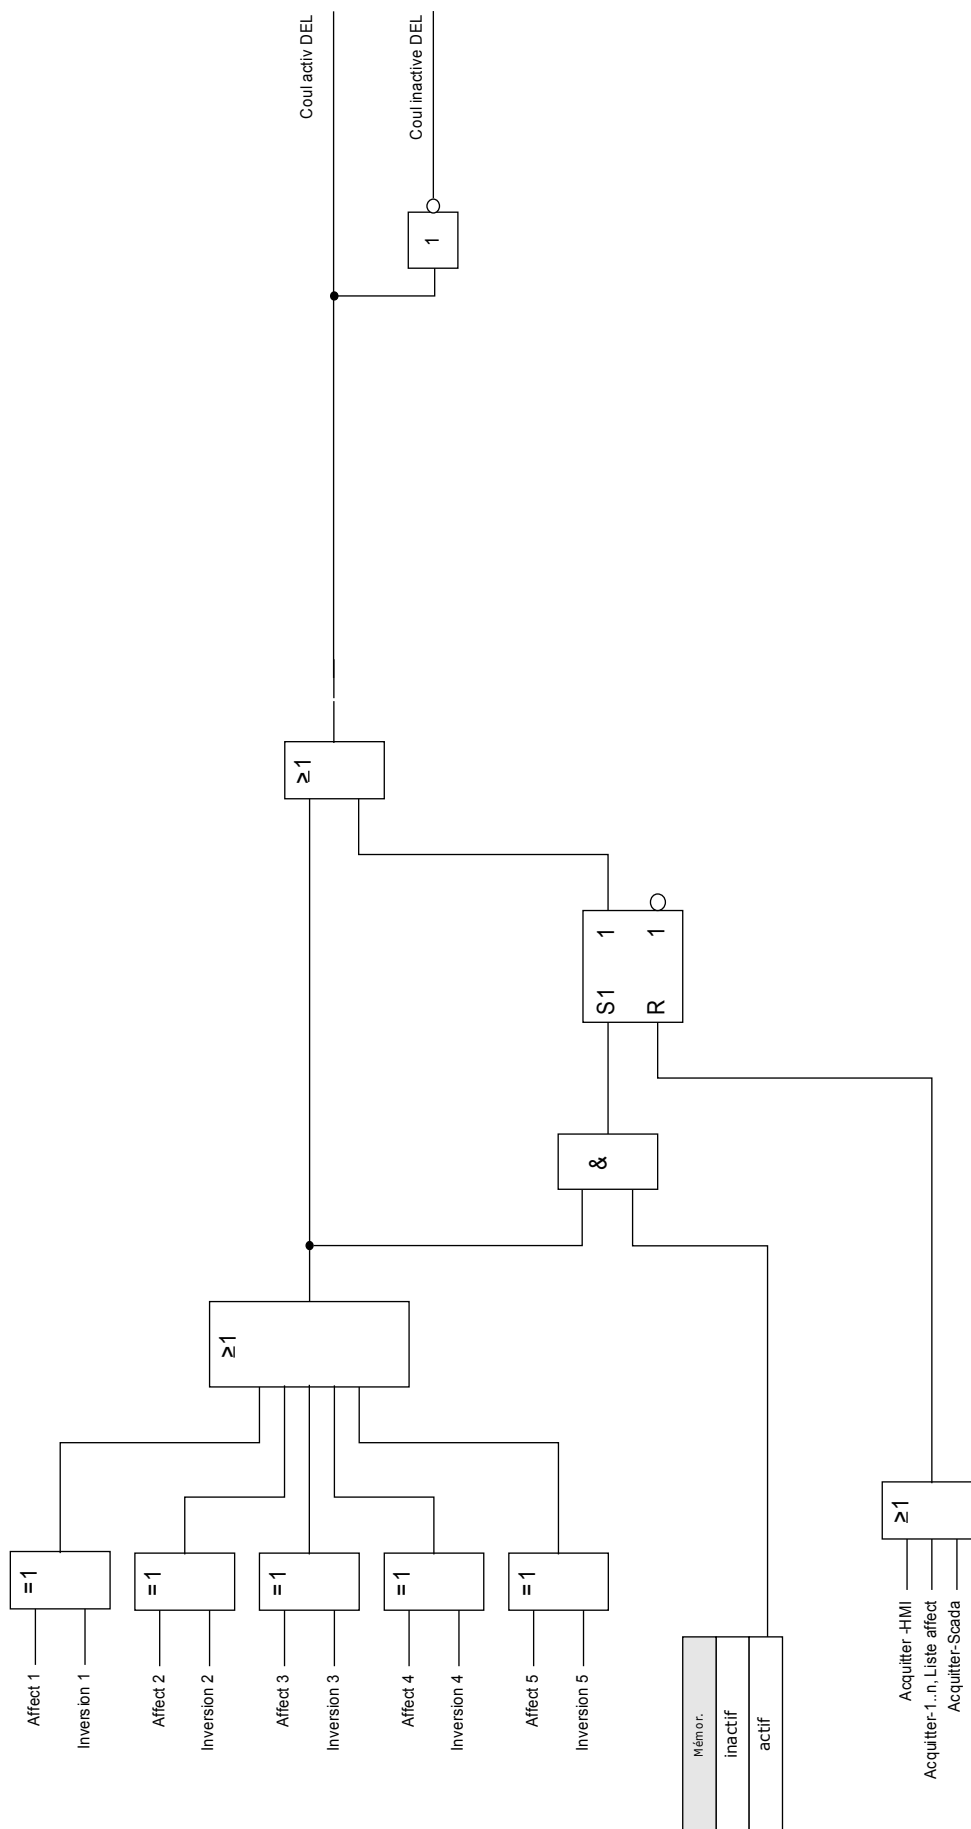 Affect 1
Inversion 1
Affect 2
Inversion 2
Affect 3
Inversion 3
Affect 4
Inversion 4
Affect 5
Inversion 5
=1
=1
=1
=1
=1
≥1
&
S1 1
R 1
≥1
1
Coul activ DEL
Coul inactive DEL
Mémor.
inactif
actif
Acquitter -HMI
Acquitter-1..n, Liste affect
Acquitter-Scada
≥1